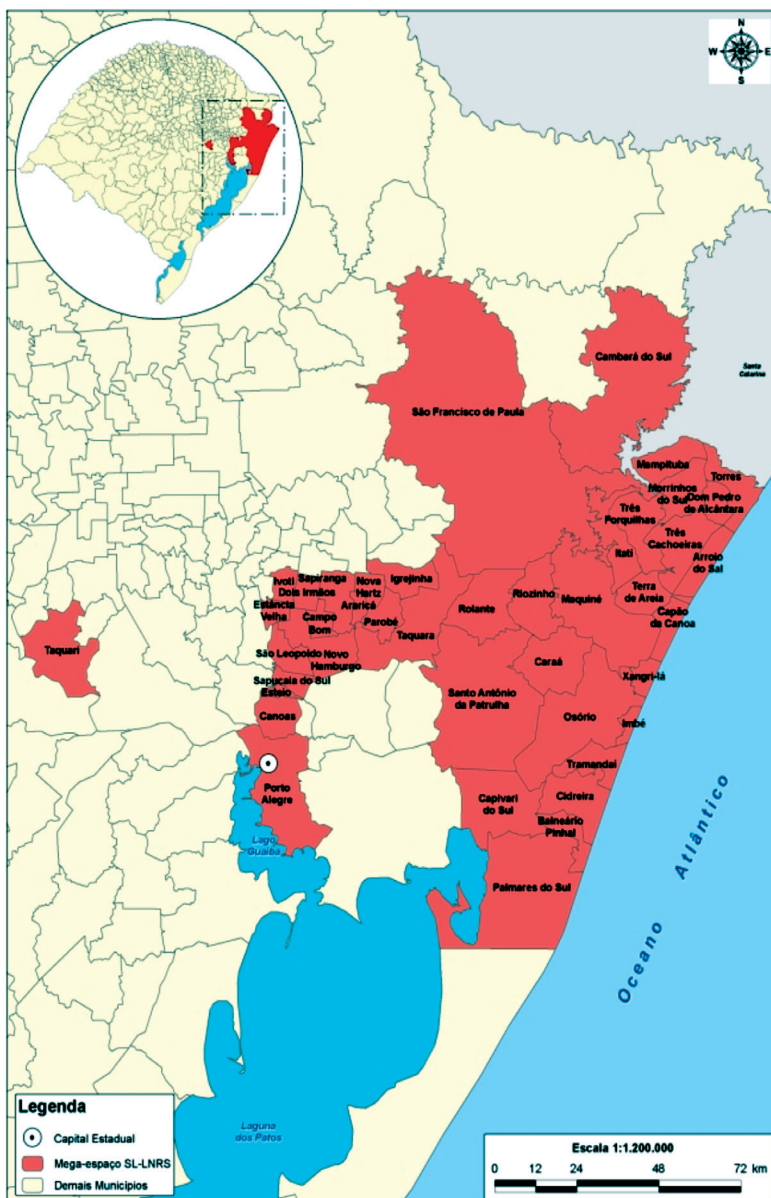 N
W E
S
Cambará do Sul
Santa
Catarina
São Francisco de Paula
Mampituba
Torres
Morrinhos
do Sul
Dom Pedro
de Alcântara
Três
Forquilhas
Três
Cachoeiras
Itati
Arroio
do Sal
Ivoti
Sapiranga
Dois Irmãos
Nova
Hartz
Igrejinha
Araricá
Estância
Velha
Campo
Bom
Parobé
Taquara
Rolante
Riozinho
Maquiné
Terra
de Areia
Capão
da Canoa
Taquari
São Leopoldo
Novo
Hamburgo
Caraá
Xangri-lá
Sapucaia do Sul
Esteio
Santo Antônio
da Patrulha
Canoas
Osório
Imbé
Tramandaí
Porto
Alegre
Capivari
do Sul
Cidreira
Balneário
Pinhal
Lago
Guaíba
Palmares do Sul
Oceano Atlântico
Laguna
dos Patos
Legenda
Capital Estadual
Mega-espaço SL-LNRS
Demais Municípios
Escala 1:1.200.000
0 12 24 48 72 km